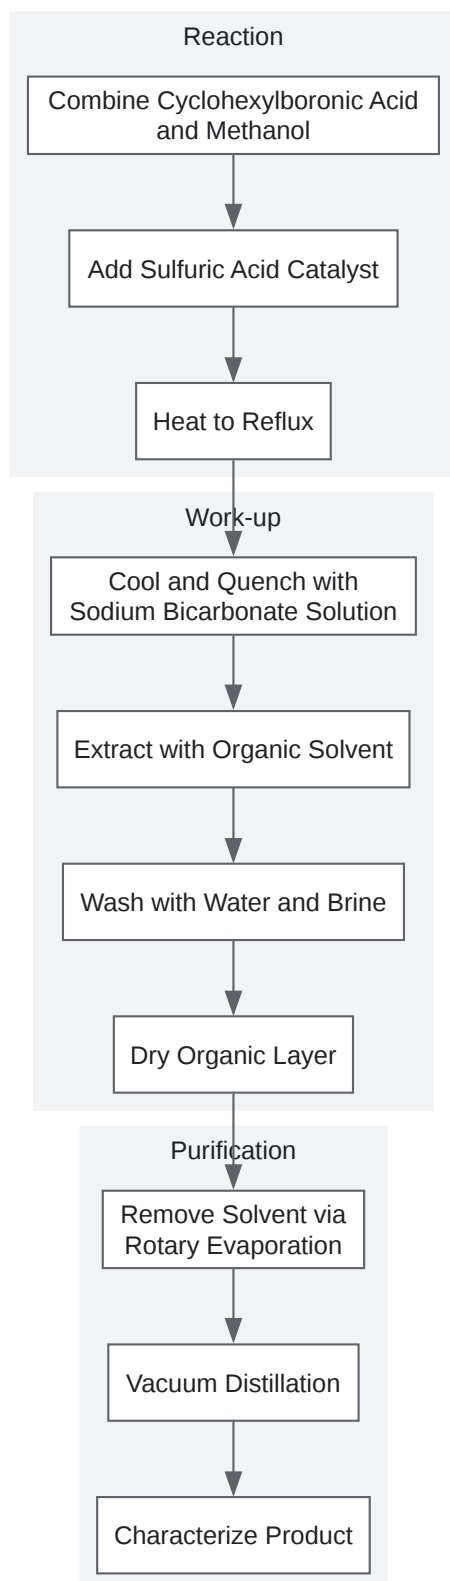 Reaction
Combine Cyclohexylboronic Acid
and Methanol
Add Sulfuric Acid Catalyst
Heat to Reflux
Work-up
Cool and Quench with
Sodium Bicarbonate Solution
Extract with Organic Solvent
Wash with Water and Brine
Dry Organic Layer
Purification
Remove Solvent via
Rotary Evaporation
Vacuum Distillation
Characterize Product